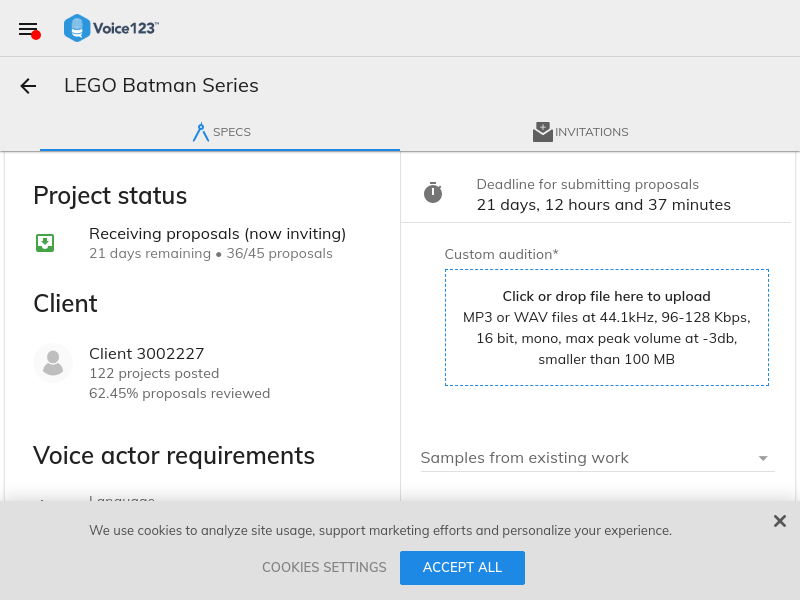 Voice123™
LEGO Batman Series
SPECS
INVITATIONS
Project status
Receiving proposals (now inviting)
21 days remaining • 36/45 proposals
Client
Client 3002227
122 projects posted
62.45% proposals reviewed
Voice actor requirements
Language
Deadline for submitting proposals
21 days, 12 hours and 37 minutes
Custom audition*
Click or drop file here to upload
MP3 or WAV files at 44.1kHz, 96-128 Kbps,
16 bit, mono, max peak volume at -3db,
smaller than 100 MB
Samples from existing work
We use cookies to analyze site usage, support marketing efforts and personalize your experience.
COOKIES SETTINGS
ACCEPT ALL